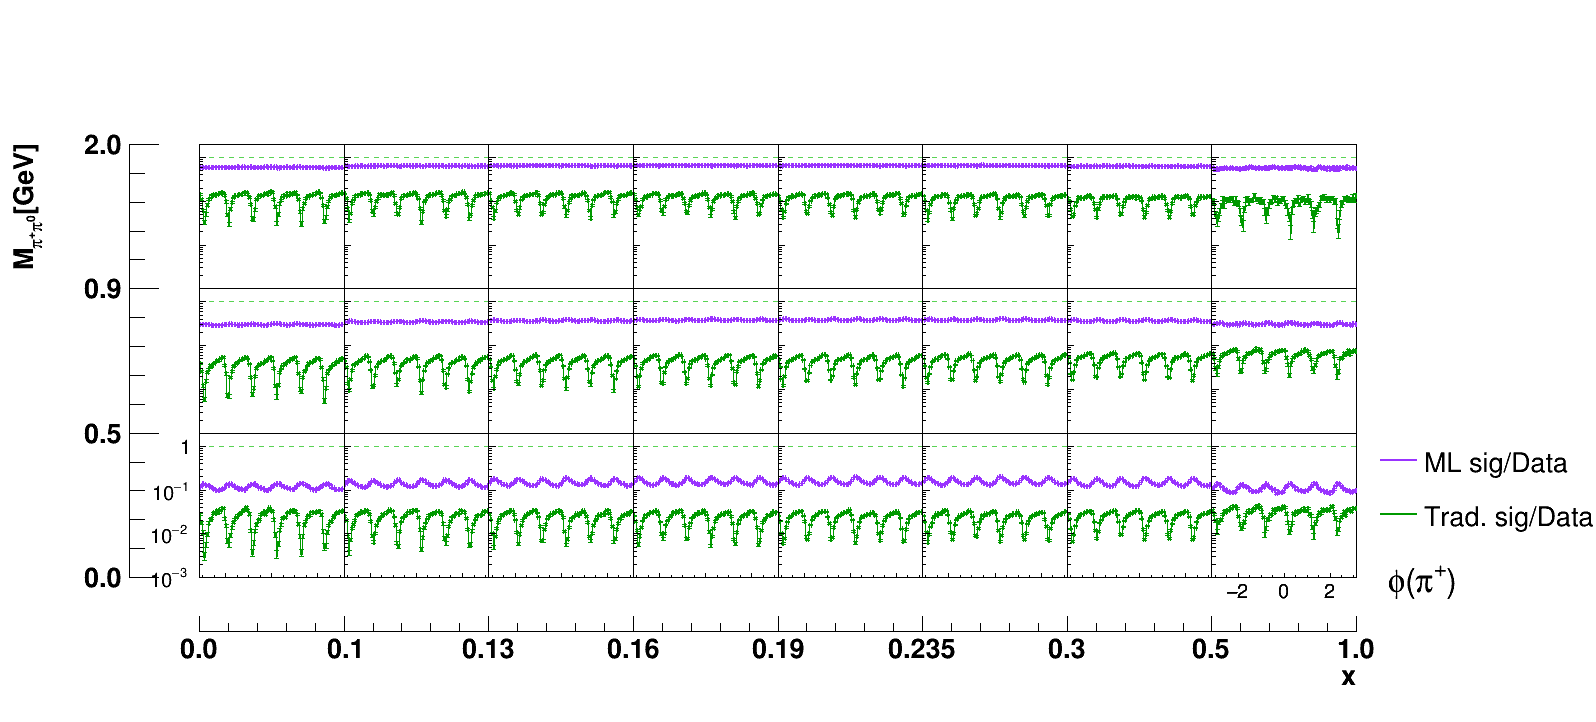 M_{π⁺π⁰}[GeV]
2.0
0.9
0.5
1
10⁻¹
ML sig/Data
10⁻²
Trad. sig/Data
0.0
10⁻³
−2 0 2
ϕ(π⁺)
0.0 0.1 0.13 0.16 0.19 0.235 0.3 0.5 1.0
x